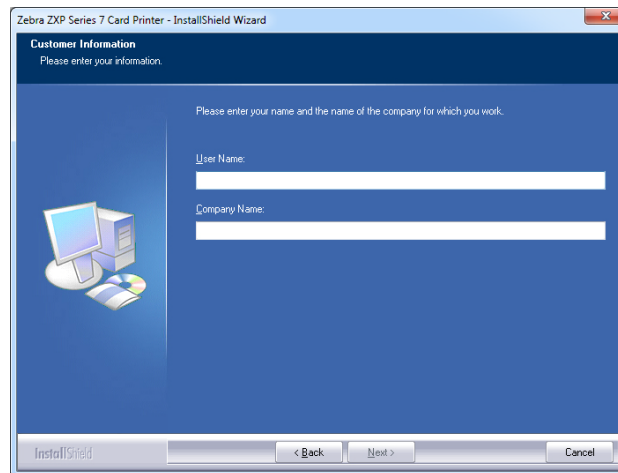 Zebra ZXP Series 7 Card Printer - InstallShield Wizard
Customer Information
Please enter your information.
Please enter your name and the name of the company for which you work.
User Name:
Company Name:
InstallShield
< Back
Next >
Cancel